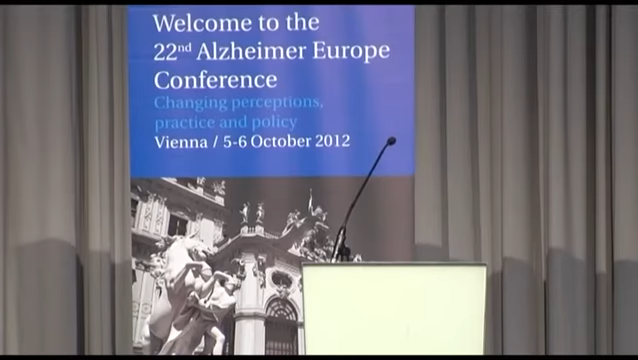 Welcome to the
22nd Alzheimer Europe
Conference
Changing perceptions,
practice and policy
Vienna / 5-6 October 2012